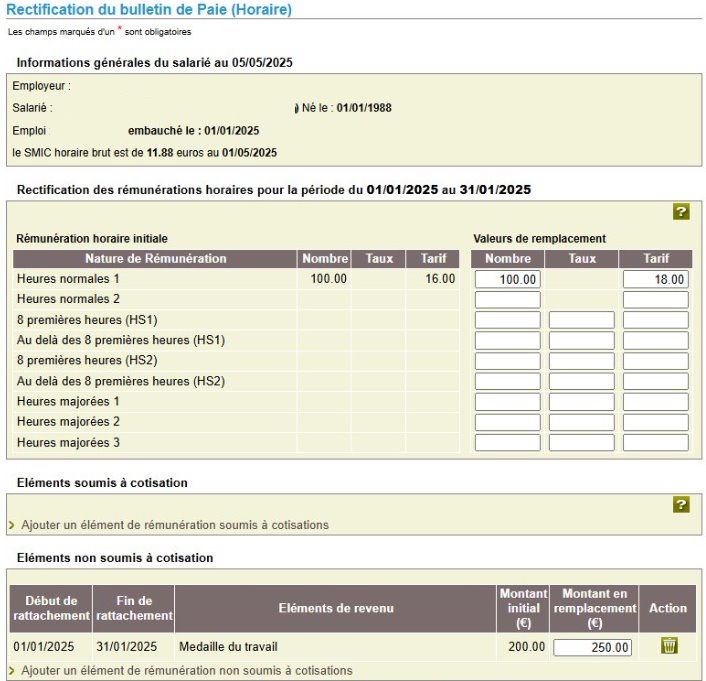 Rectification du bulletin de Paie (Horaire)
Les champs marqués d'un * sont obligatoires
Informations générales du salarié au 05/05/2025
Employeur :
Salarié : ) Né le : 01/01/1988
Emploi embauché le : 01/01/2025
le SMIC horaire brut est de 11.88 euros au 01/05/2025
Rectification des rémunérations horaires pour la période du 01/01/2025 au 31/01/2025
?
Rémunération horaire initiale Valeurs de remplacement
Nature de Rémunération Nombre Taux Tarif Nombre Taux Tarif
Heures normales 1 100.00 16.00 100.00 18.00
Heures normales 2
8 premières heures (HS1)
Au delà des 8 premières heures (HS1)
8 premières heures (HS2)
Au delà des 8 premières heures (HS2)
Heures majorées 1
Heures majorées 2
Heures majorées 3
Eléments soumis à cotisation
?
> Ajouter un élément de rémunération soumis à cotisations
Eléments non soumis à cotisation
Début de rattachement Fin de rattachement Eléments de revenu Montant initial (€) Montant en remplacement (€) Action
01/01/2025 31/01/2025 Medaille du travail 200.00 250.00
> Ajouter un élément de rémunération non soumis à cotisations